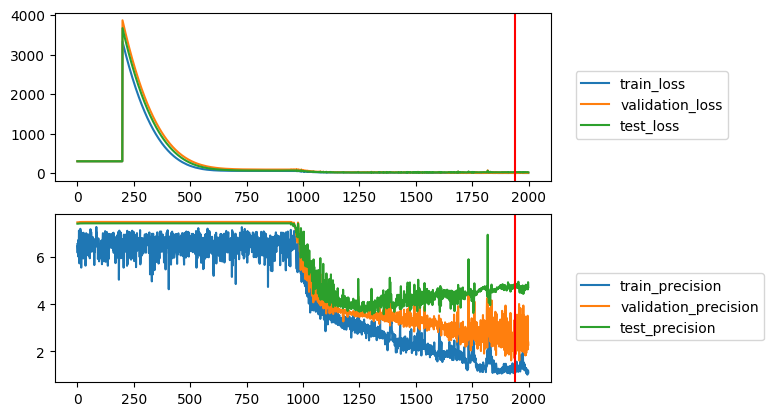 4000
3000
2000
1000
0
0 250 500 750 1000 1250 1500 1750 2000
train_loss
validation_loss
test_loss
6
4
2
0 250 500 750 1000 1250 1500 1750 2000
train_precision
validation_precision
test_precision